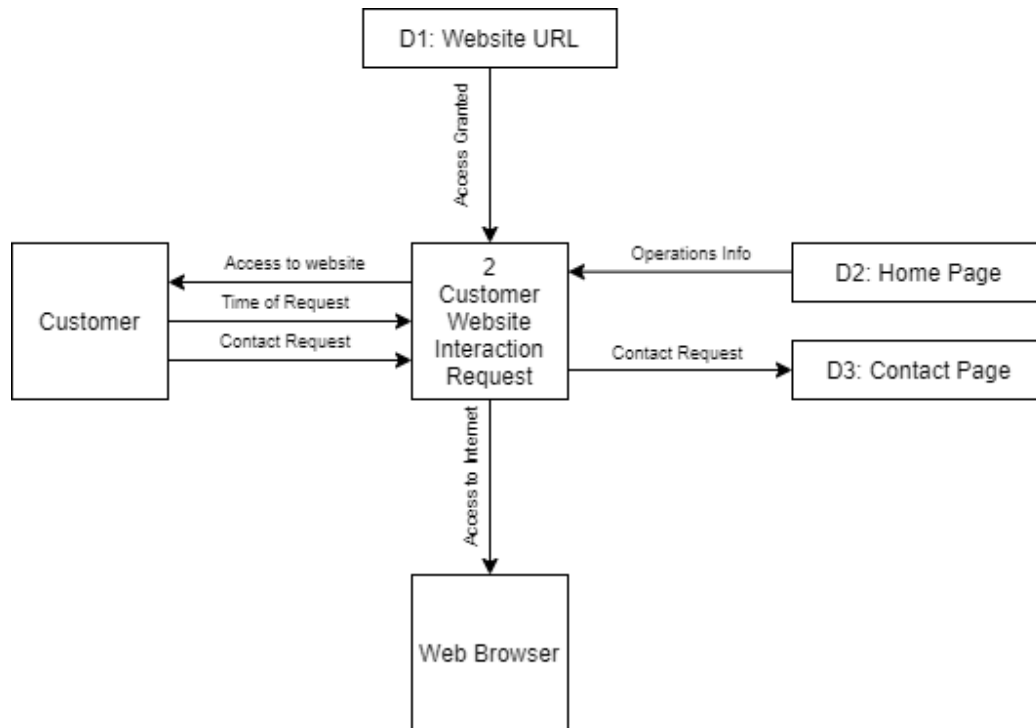 D1: Website URL
Access Granted
Access to website
Time of Request
Contact Request
Customer
2
Customer
Website
Interaction
Request
Operations Info
D2: Home Page
Contact Request
D3: Contact Page
Access to Internet
Web Browser